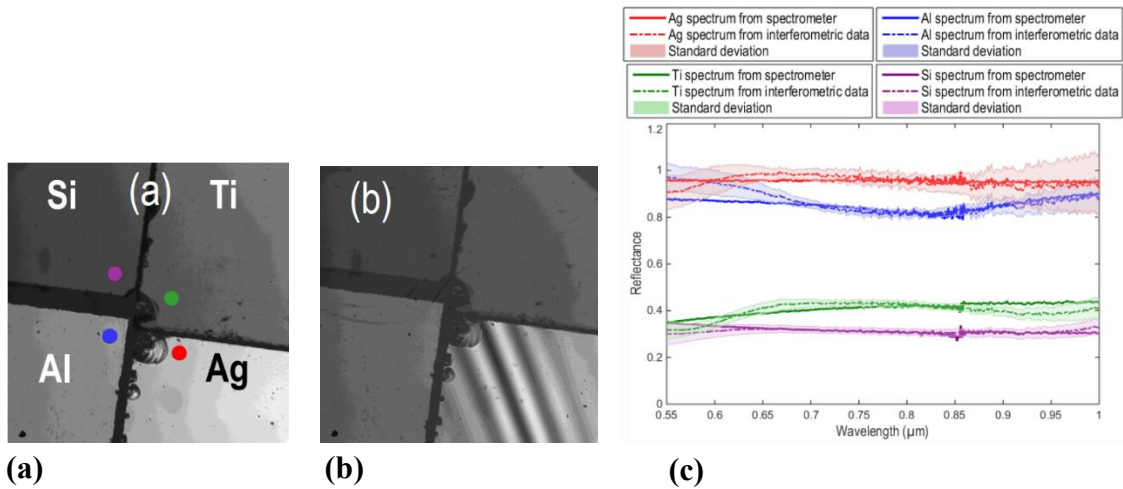 Ag spectrum from spectrometer
Ag spectrum from interferometric data
Standard deviation
Al spectrum from spectrometer
Al spectrum from interferometric data
Standard deviation
Ti spectrum from spectrometer
Ti spectrum from interferometric data
Standard deviation
Si spectrum from spectrometer
Si spectrum from interferometric data
Standard deviation
Si (a) Ti
Al Ag
(b)
1.2
1
0.8
0.6
0.4
0.2
0
Reflectance
0.55 0.6 0.65 0.7 0.75 0.8 0.85 0.9 0.95 1
Wavelength (µm)
(a) (b) (c)